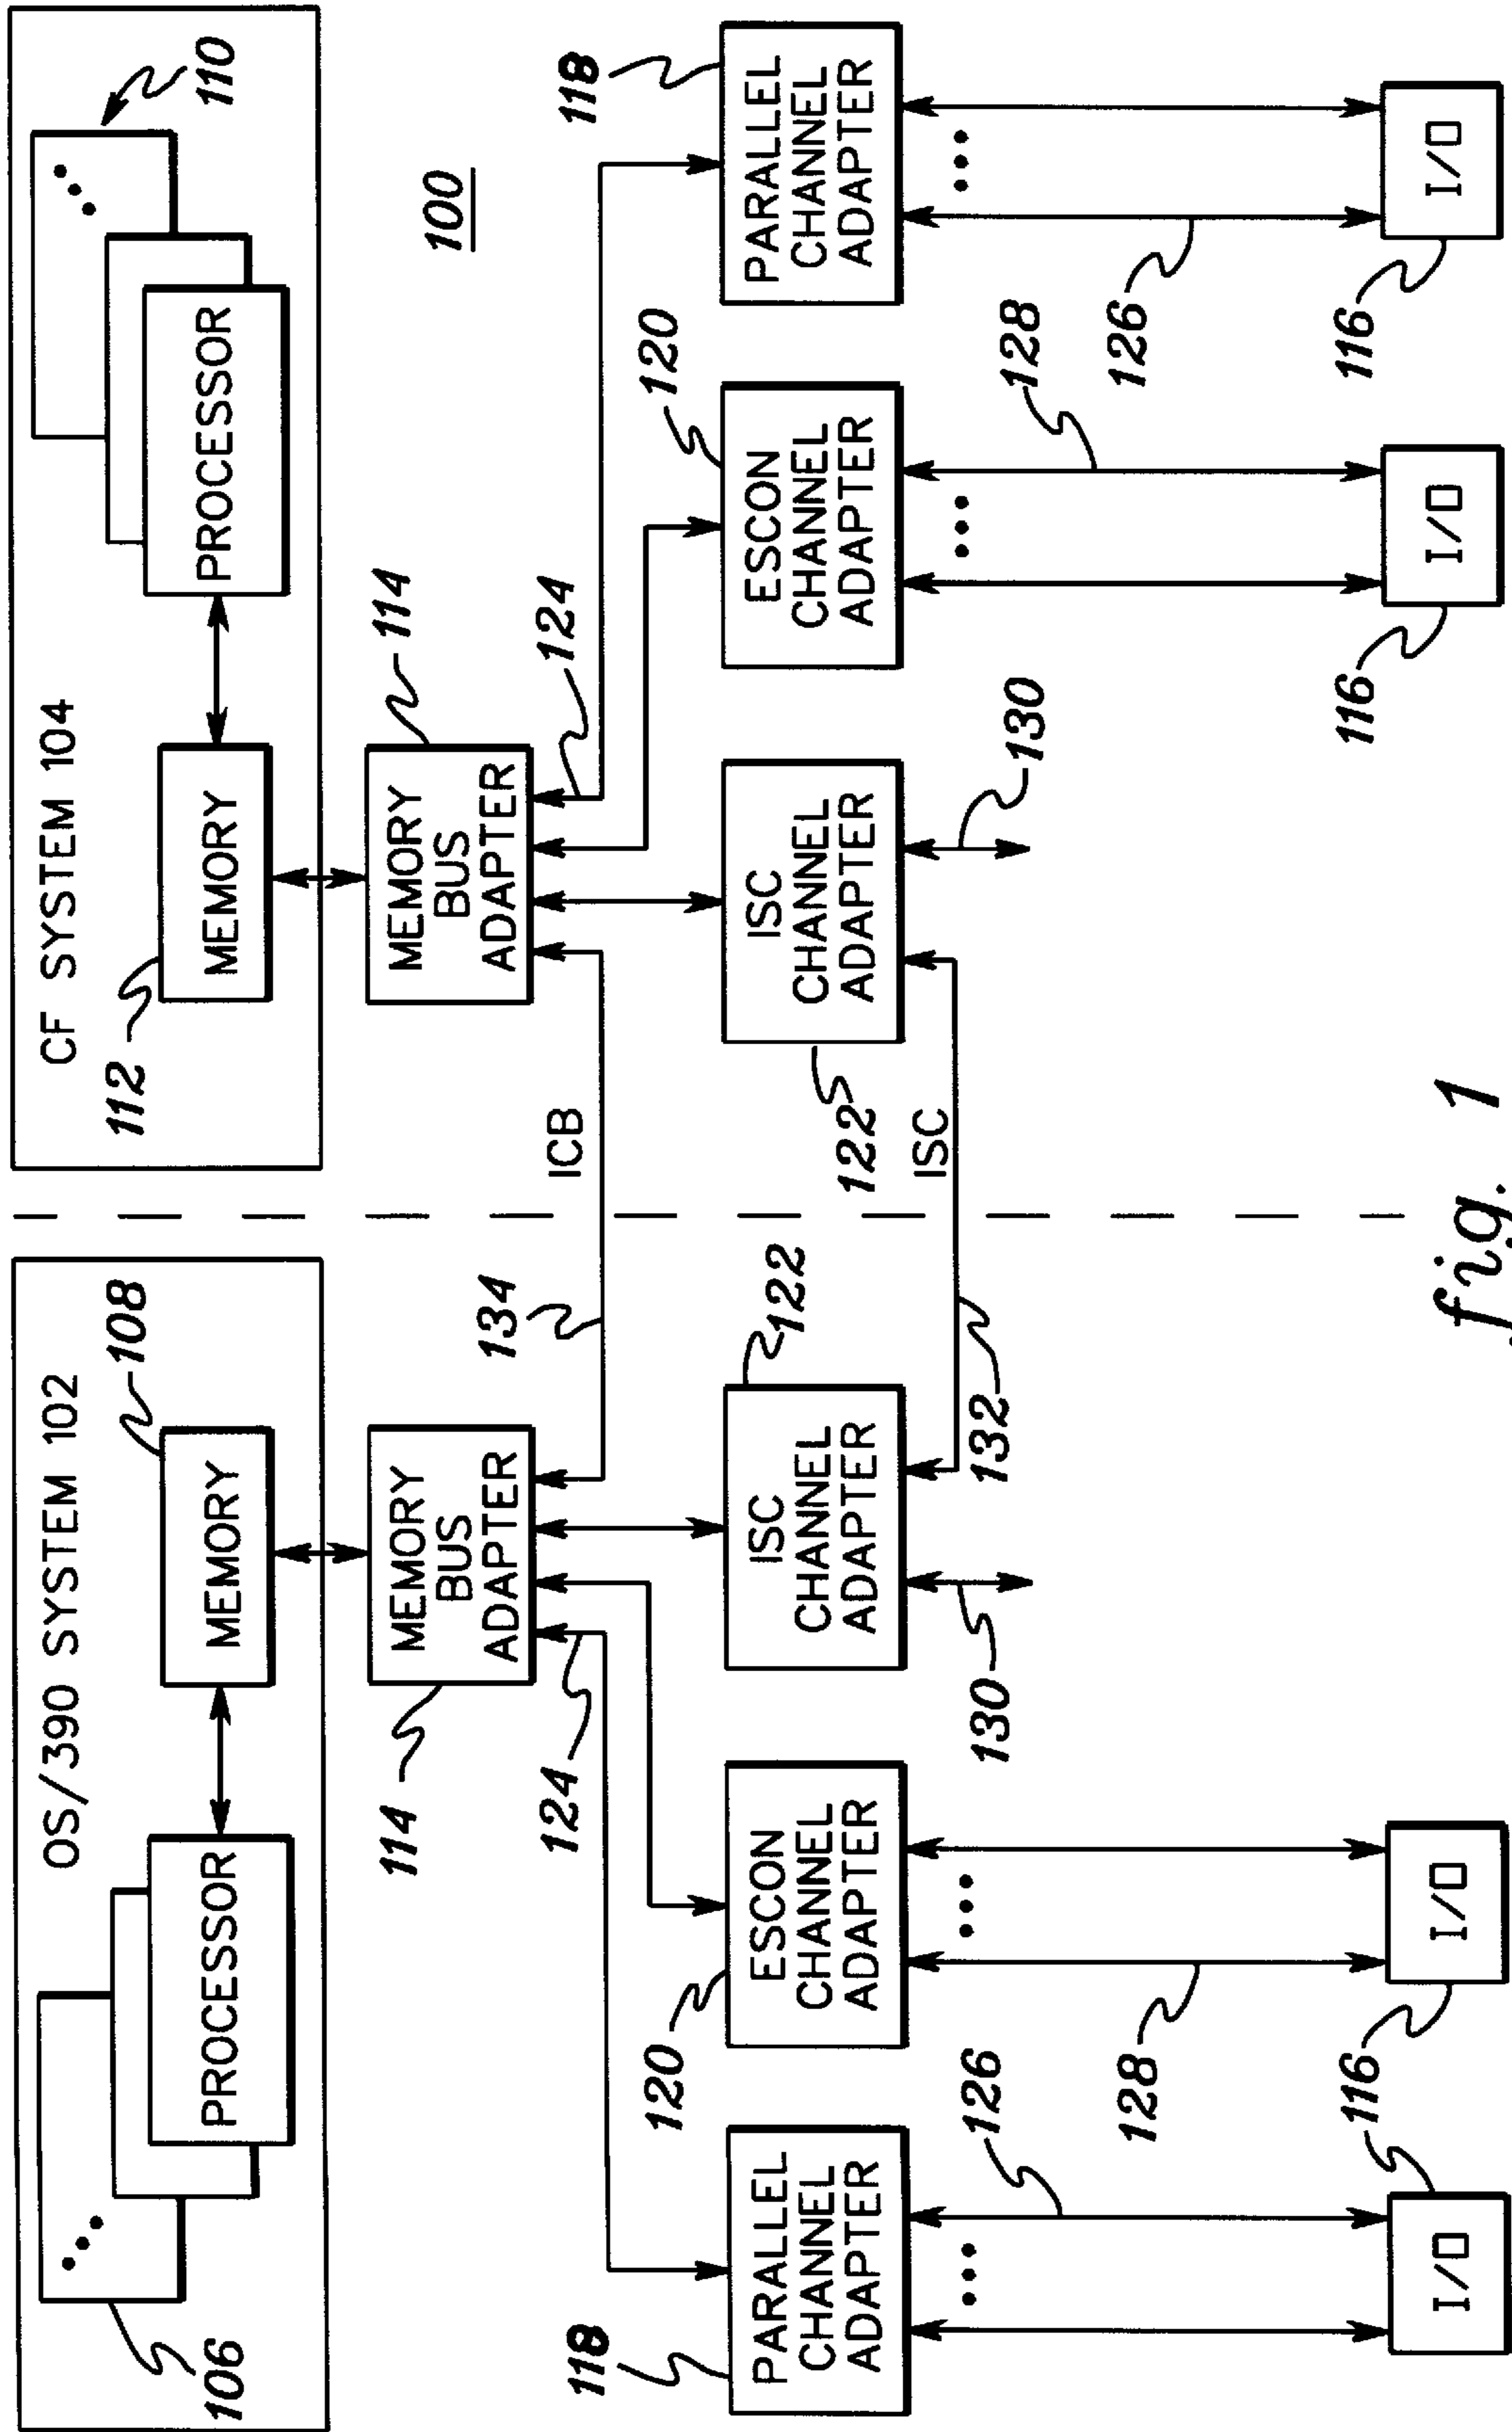 OS/390 SYSTEM 102
CF SYSTEM 104
106
PROCESSOR
MEMORY
108
112
MEMORY
PROCESSOR
110
114
MEMORY
BUS
ADAPTER
134
ICB
MEMORY
BUS
ADAPTER
114
100
124
124
118
PARALLEL
CHANNEL
ADAPTER
120
ESCON
CHANNEL
ADAPTER
ISC
CHANNEL
ADAPTER
122
122
ISC
CHANNEL
ADAPTER
ESCON
CHANNEL
ADAPTER
120
PARALLEL
CHANNEL
ADAPTER
118
126
128
130
132
ISC
130
128
126
I/O
116
I/O
I/O
116
I/O
116
fig. 1